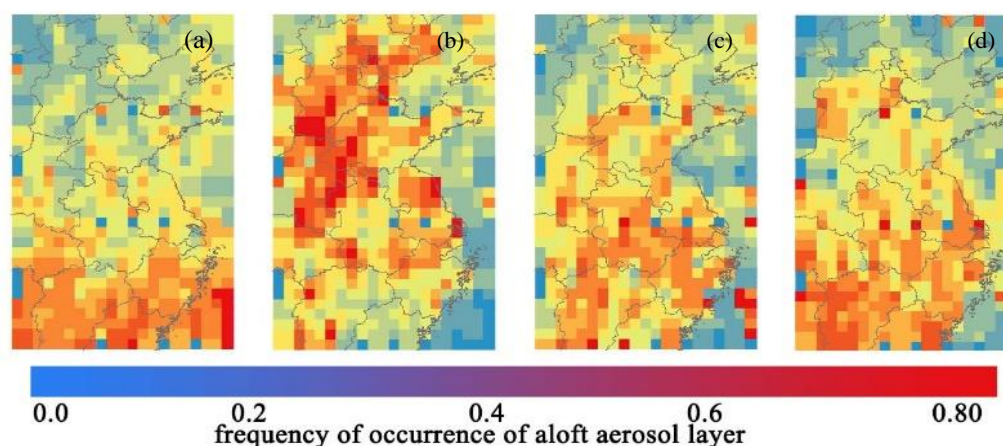 (a) (b) (c) (d)
0.0 0.2 0.4 0.6 0.80
frequency of occurrence of aloft aerosol layer